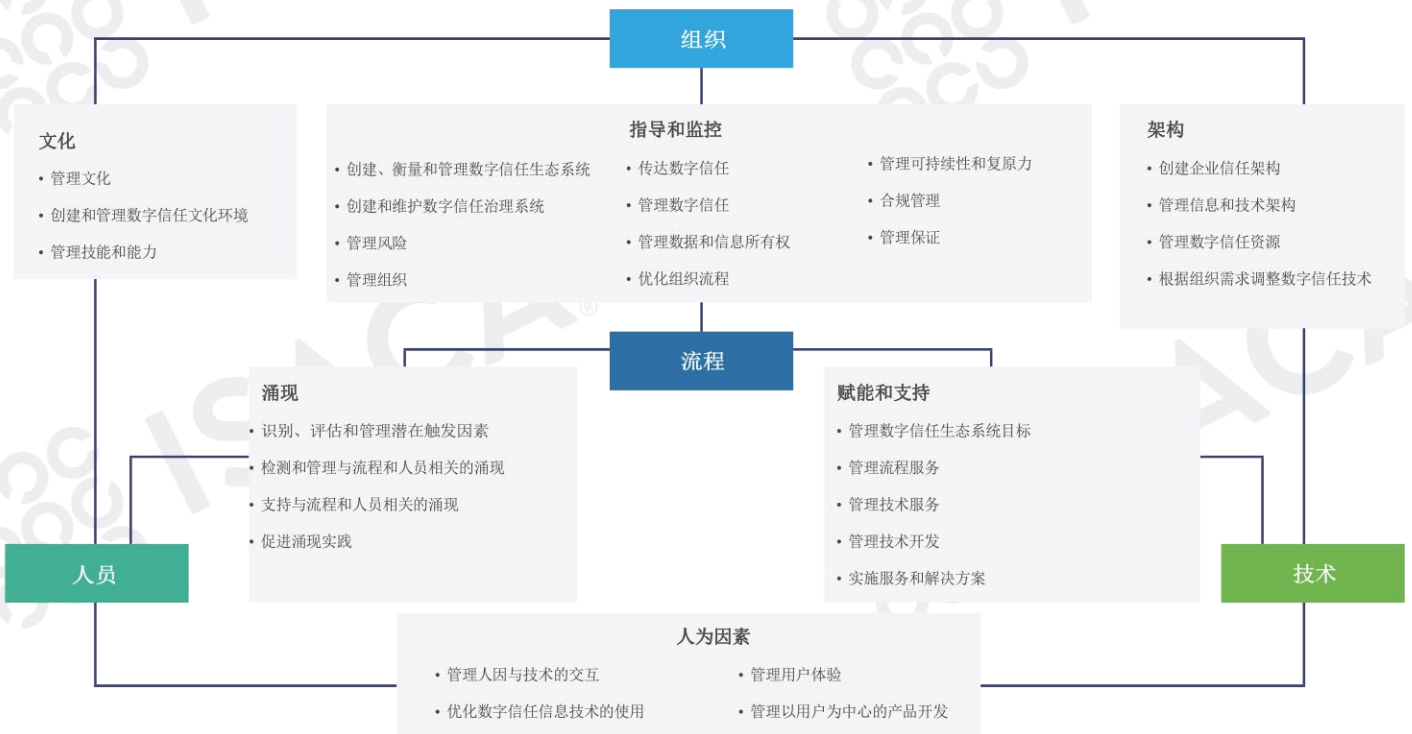 组织
文化
• 管理文化
• 创建和管理数字信任文化环境
• 管理技能和能力
指导和监控
• 创建、衡量和管理数字信任生态系统
• 创建和维护数字信任治理系统
• 管理风险
• 管理组织
• 传达数字信任
• 管理数字信任
• 管理数据和信息所有权
• 优化组织流程
• 管理可持续性和复原力
• 合规管理
• 管理保证
架构
• 创建企业信任架构
• 管理信息和技术架构
• 管理数字信任资源
• 根据组织需求调整数字信任技术
流程
涌现
• 识别、评估和管理潜在触发因素
• 检测和管理与流程和人员相关的涌现
• 支持与流程和人员相关的涌现
• 促进涌现实践
赋能和支持
• 管理数字信任生态系统目标
• 管理流程服务
• 管理技术服务
• 管理技术开发
• 实施服务和解决方案
人员
技术
人为因素
• 管理人因与技术的交互
• 优化数字信任信息技术的使用
• 管理用户体验
• 管理以用户为中心的产品开发
ISACA®
ACA